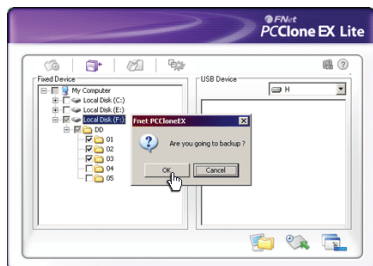 FNet
PCClone EX Lite
Fixed Device
USB Device
My Computer
Local Disk (C:)
Local Disk (E:)
Local Disk (F:)
DD
01
02
03
04
05
H
Fnet PCCloneEX
Are you going to backup ?
OK
Cancel